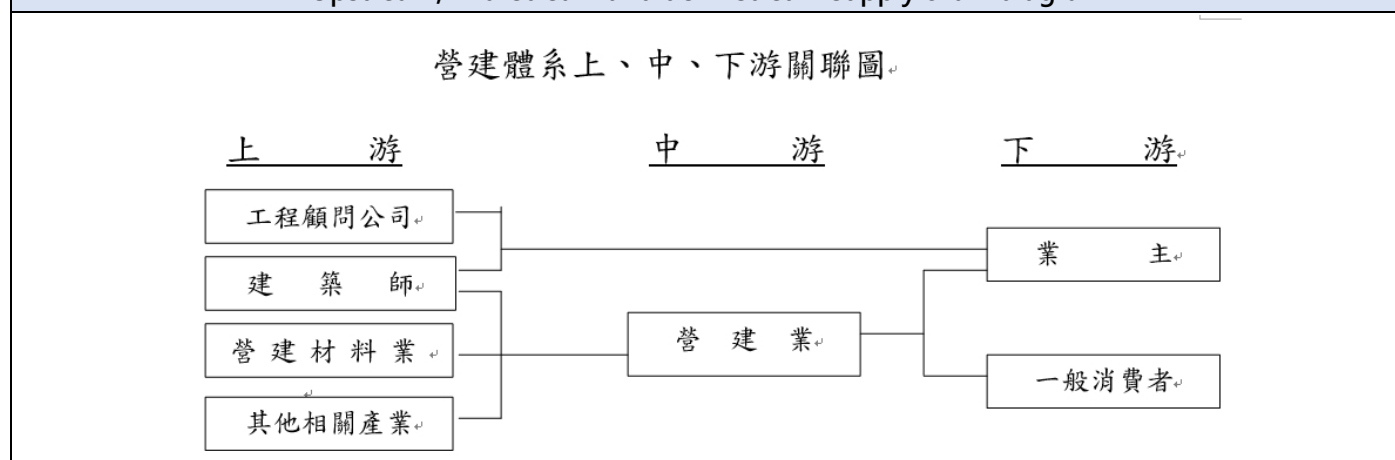 營建體系上、中、下游關聯圖
上 游 中 游 下 游
工程顧問公司
業 主
建 築 師
營 建 業
營 建 材 料 業
一般消費者
其他相關產業